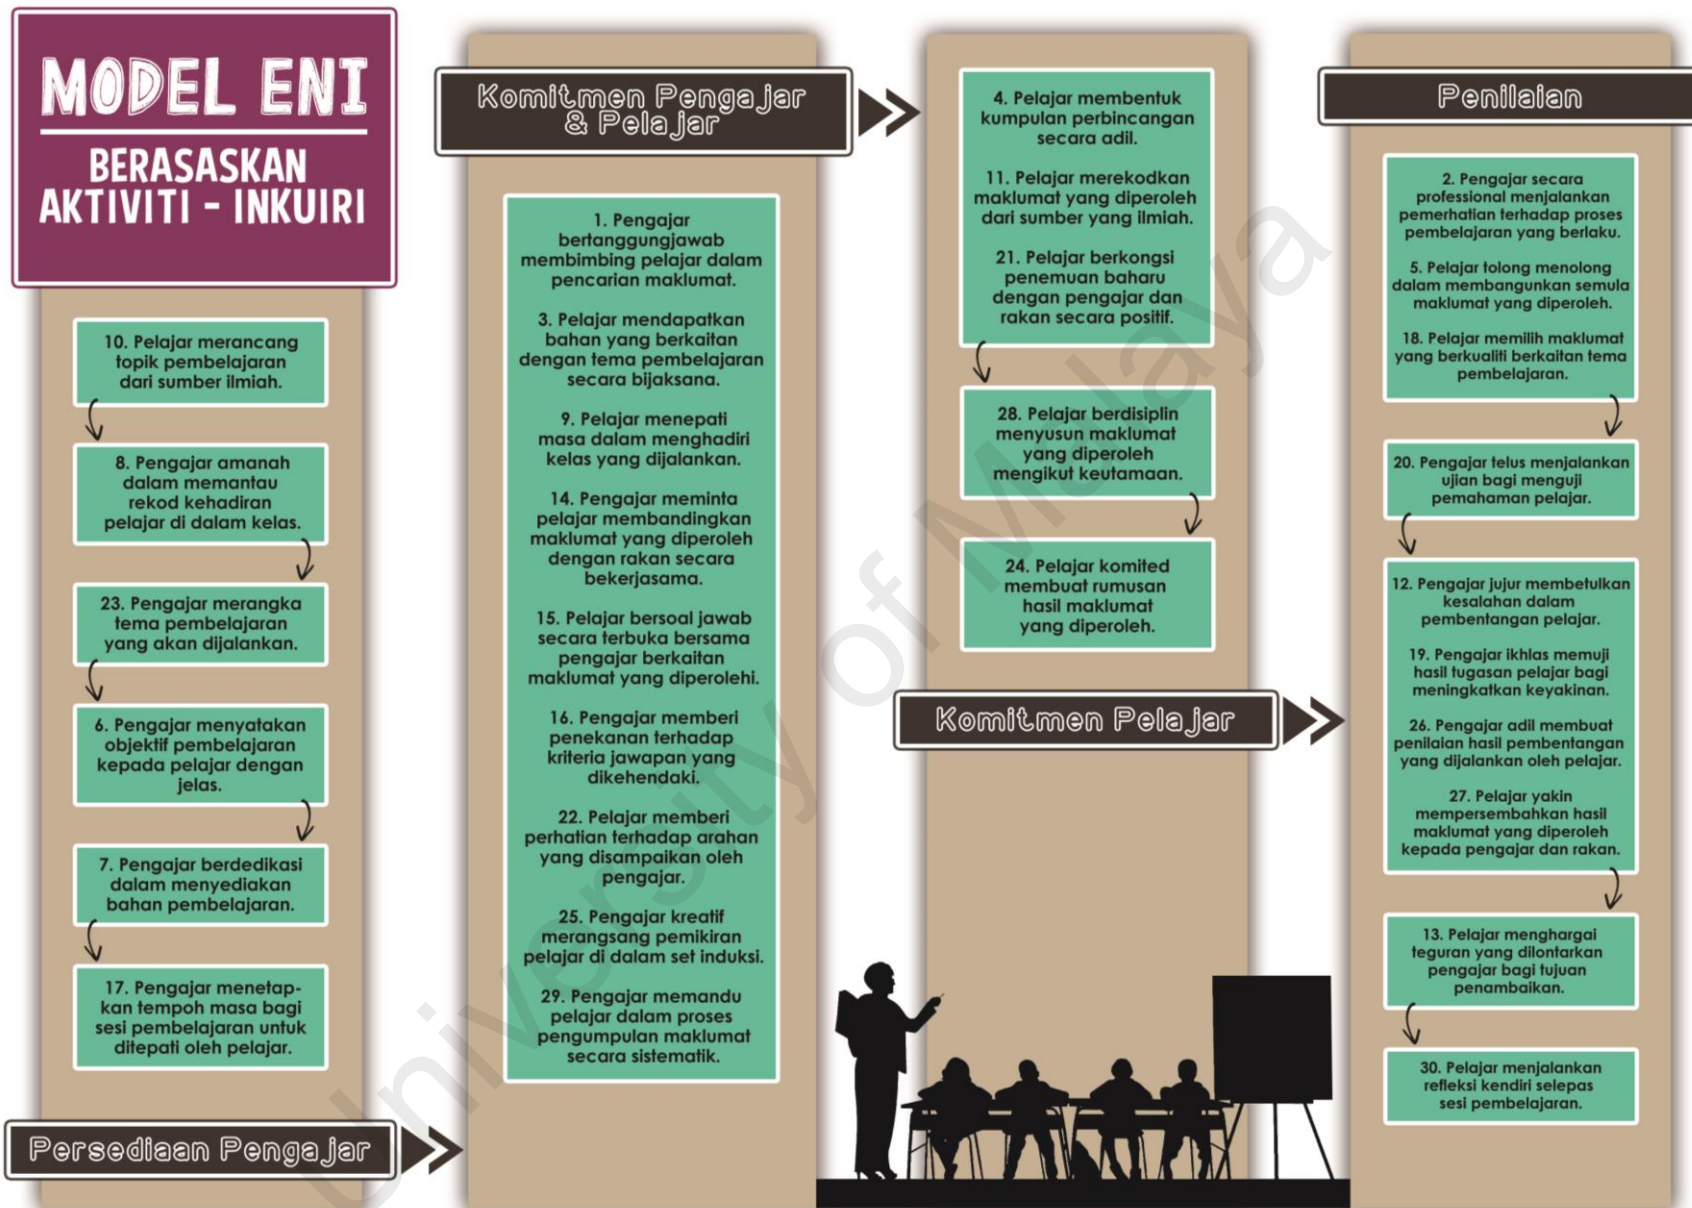 MODEL ENI
BERASASKAN
AKTIVITI - INKUIRI
10. Pelajar merancang
topik pembelajaran
dari sumber ilmiah.
8. Pengajar amanah
dalam memantau
rekod kehadiran
pelajar di dalam kelas.
23. Pengajar merangka
tema pembelajaran
yang akan dijalankan.
6. Pengajar menyatakan
objektif pembelajaran
kepada pelajar dengan
jelas.
7. Pengajar berdedikasi
dalam menyediakan
bahan pembelajaran.
17. Pengajar menetap-
kan tempoh masa bagi
sesi pembelajaran untuk
ditepati oleh pelajar.
Persediaan Pengajar
Komitmen Pengajar
& Pelajar
1. Pengajar
bertanggungjawab
membimbing pelajar dalam
pencarian maklumat.
3. Pelajar mendapatkan
bahan yang berkaitan
dengan tema pembelajaran
secara bijaksana.
9. Pelajar menepati
masa dalam menghadiri
kelas yang dijalankan.
14. Pengajar meminta
pelajar membandingkan
maklumat yang diperoleh
dengan rakan secara
bekerjasama.
15. Pelajar bersoal jawab
secara terbuka bersama
pengajar berkaitan
maklumat yang diperolehi.
16. Pengajar memberi
penekanan terhadap
kriteria jawapan yang
dikehendaki.
22. Pelajar memberi
perhatian terhadap arahan
yang disampaikan oleh
pengajar.
25. Pengajar kreatif
merangsang pemikiran
pelajar di dalam set induksi.
29. Pengajar memandu
pelajar dalam proses
pengumpulan maklumat
secara sistematik.
4. Pelajar membentuk
kumpulan perbincangan
secara adil.
11. Pelajar merekodkan
maklumat yang diperoleh
dari sumber yang ilmiah.
21. Pelajar berkongsi
penemuan baharu
dengan pengajar dan
rakan secara positif.
28. Pelajar berdisiplin
menyusun maklumat
yang diperoleh
mengikut keutamaan.
24. Pelajar komited
membuat rumusan
hasil maklumat
yang diperoleh.
Komitmen Pelajar
Penilaian
2. Pengajar secara
professional menjalankan
pemerhatian terhadap proses
pembelajaran yang berlaku.
5. Pelajar tolong menolong
dalam membangunkan semula
maklumat yang diperoleh.
18. Pelajar memilih maklumat
yang berkualiti berkaitan tema
pembelajaran.
20. Pengajar telus menjalankan
ujian bagi menguji
pemahaman pelajar.
12. Pengajar jujur membetulkan
kesalahan dalam
pembentangan pelajar.
19. Pengajar ikhlas memuji
hasil tugasan pelajar bagi
meningkatkan keyakinan.
26. Pengajar adil membuat
penilaian hasil pembentangan
yang dijalankan oleh pelajar.
27. Pelajar yakin
mempersembahkan hasil
maklumat yang diperoleh
kepada pengajar dan rakan.
13. Pelajar menghargai
teguran yang dilontarkan
pengajar bagi tujuan
penambaikan.
30. Pelajar menjalankan
refleksi kendiri selepas
sesi pembelajaran.
University of Malaya